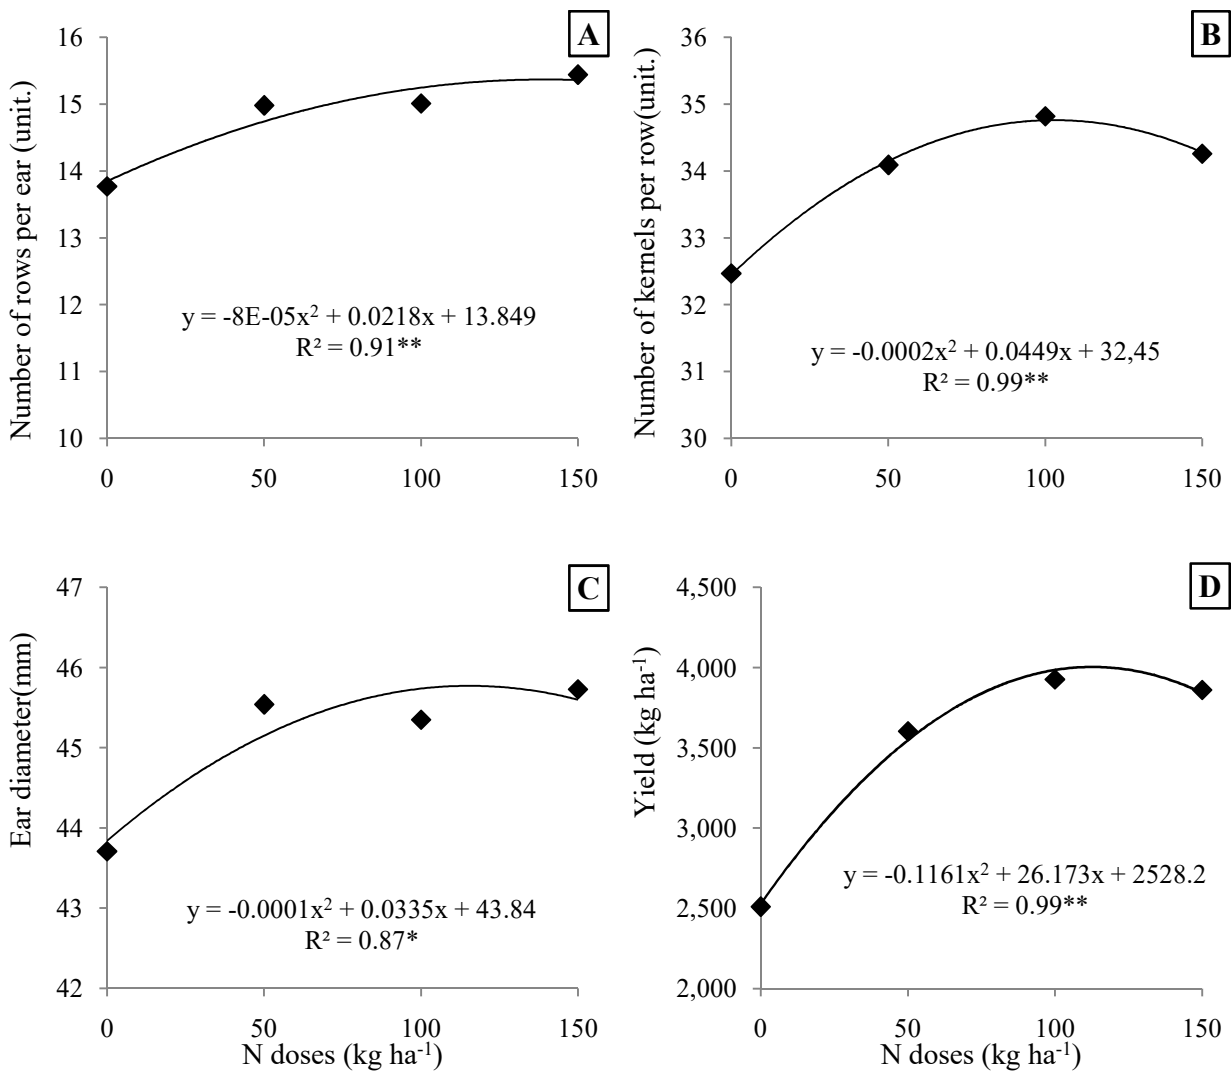 A
Number of rows per ear (unit.)
16
15
14
13
12
11
10
y = -8E-05x² + 0.0218x + 13.849
R² = 0.91**
0 50 100 150
B
Number of kernels per row(unit.)
36
35
34
33
32
31
30
y = -0.0002x² + 0.0449x + 32,45
R² = 0.99**
0 50 100 150
C
Ear diameter(mm)
47
46
45
44
43
42
y = -0.0001x² + 0.0335x + 43.84
R² = 0.87*
0 50 100 150
N doses (kg ha⁻¹)
D
Yield (kg ha⁻¹)
4,500
4,000
3,500
3,000
2,500
2,000
y = -0.1161x² + 26.173x + 2528.2
R² = 0.99**
0 50 100 150
N doses (kg ha⁻¹)